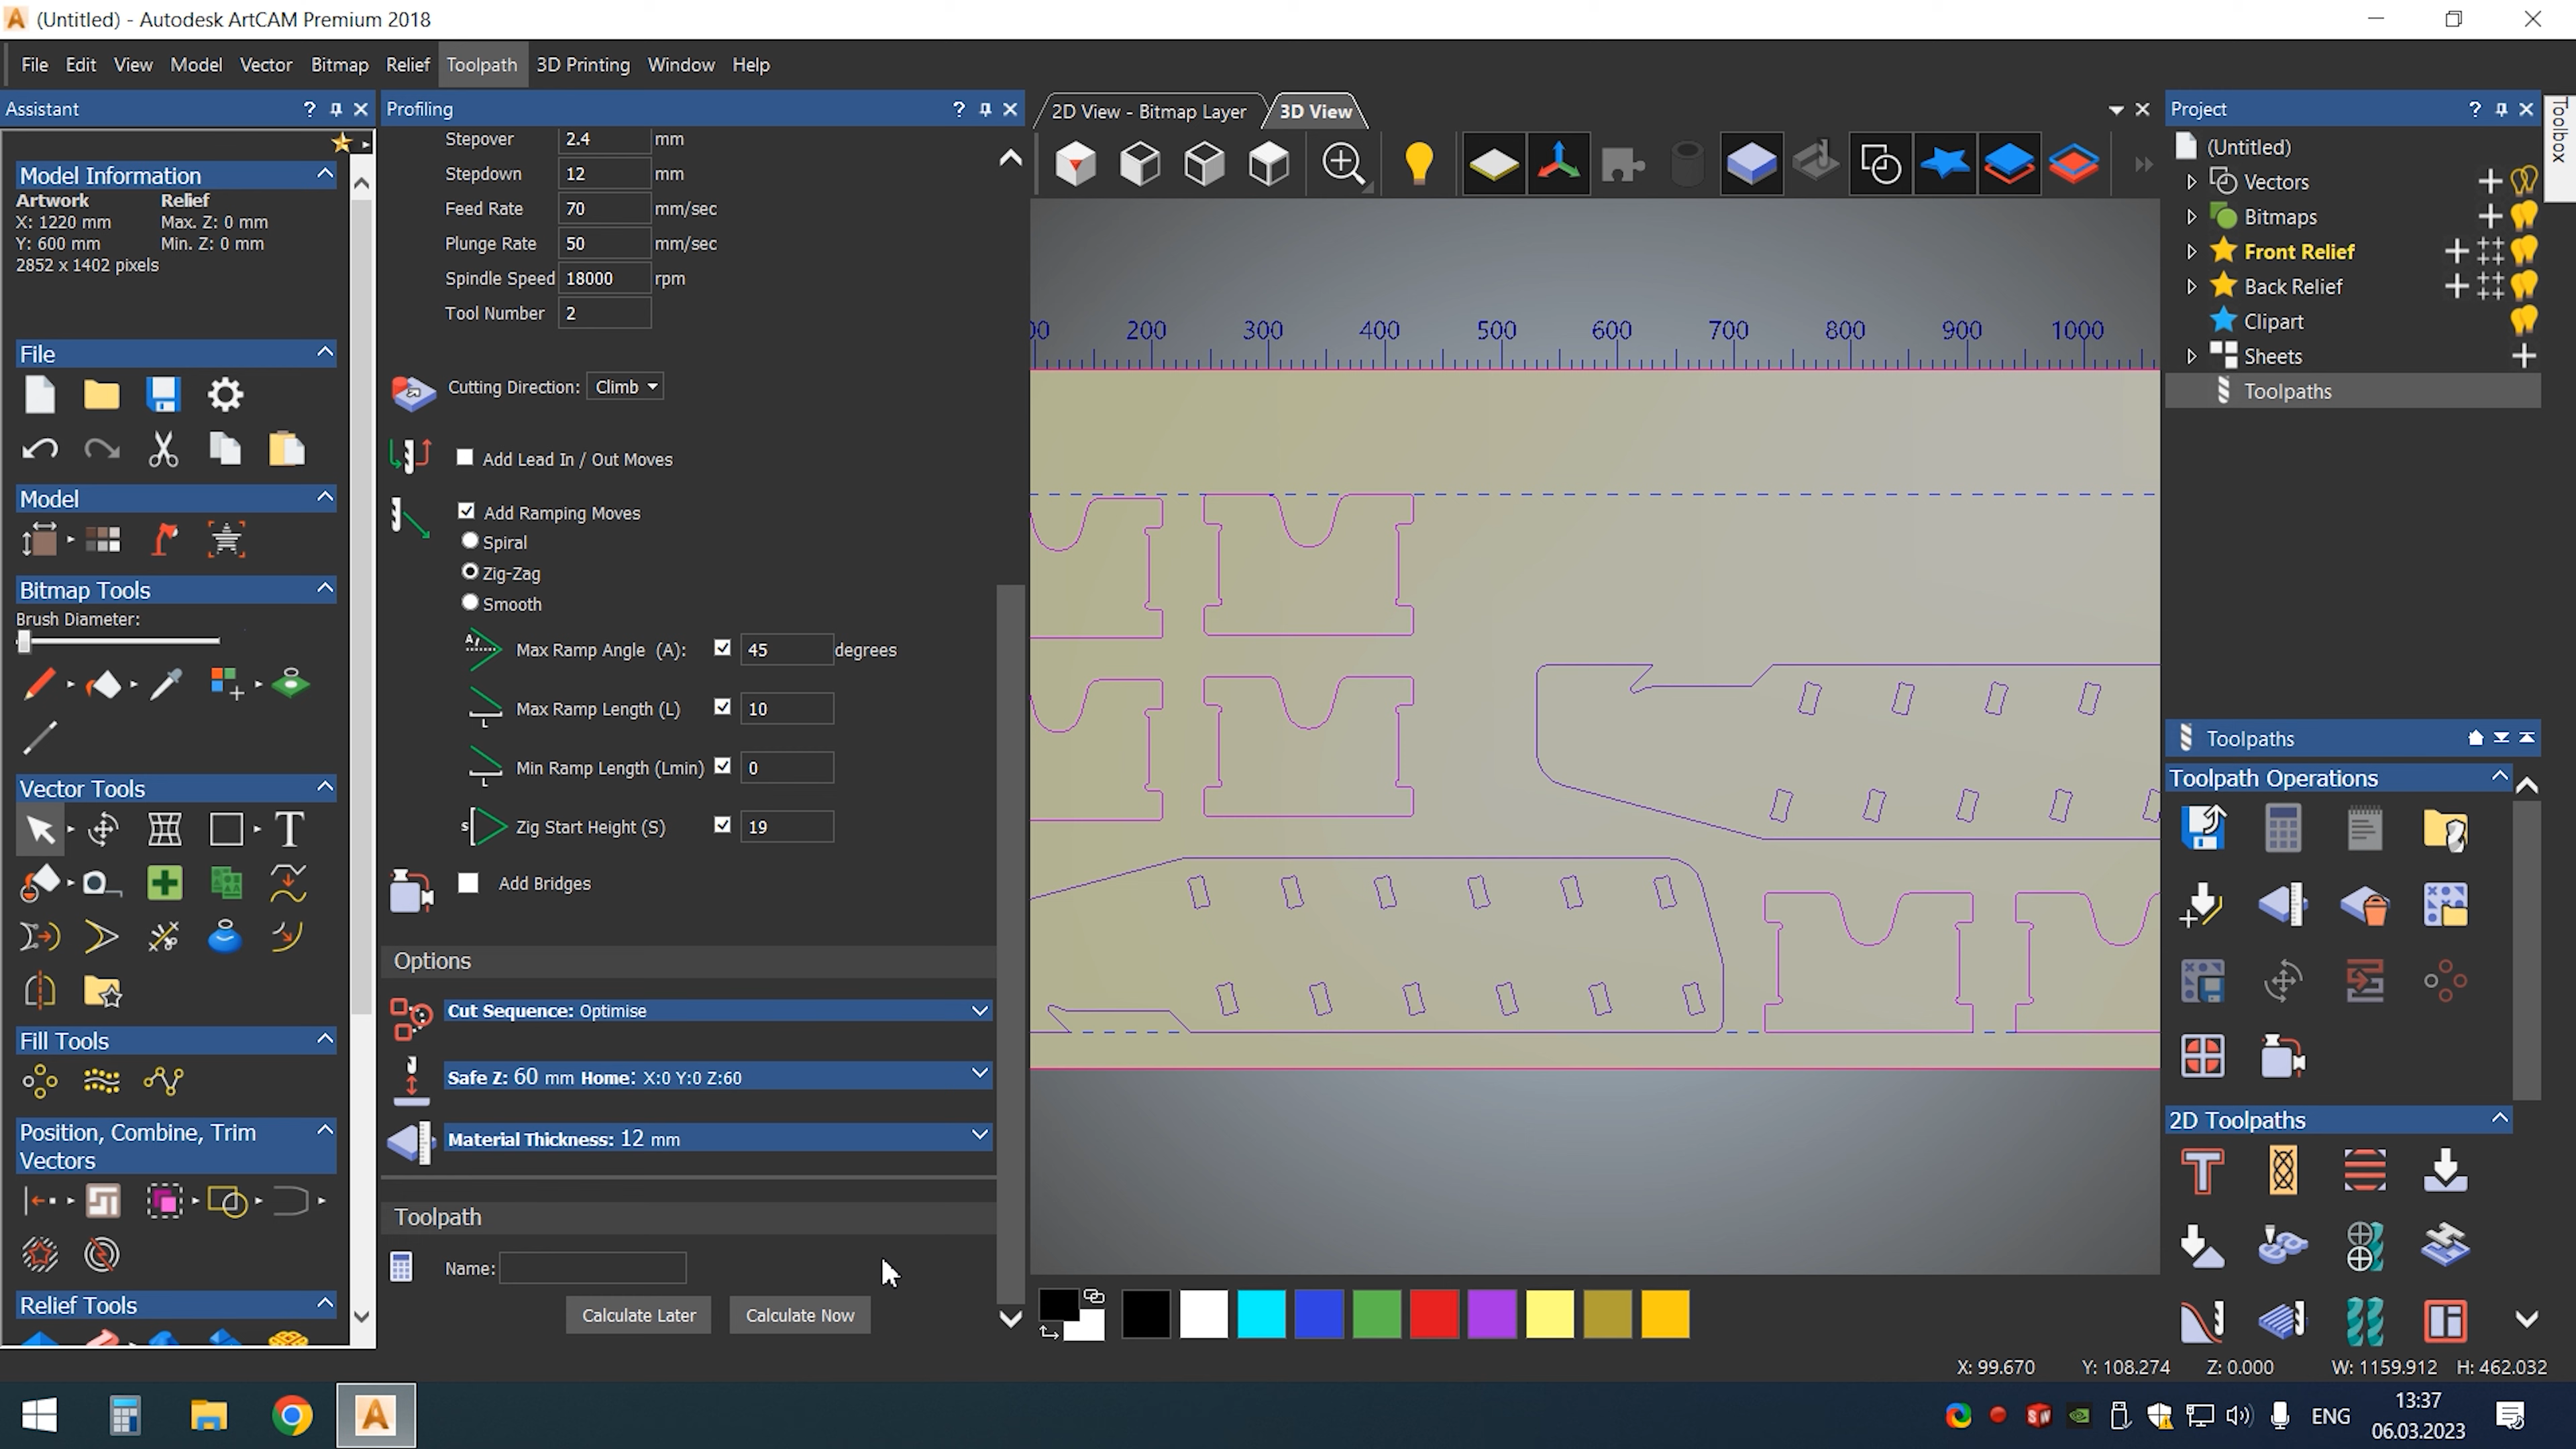 (Untitled) - Autodesk ArtCAM Premium 2018
File Edit View Model Vector Bitmap Relief Toolpath 3D Printing Window Help
Assistant ?
Model Information
Artwork Relief
X: 1220 mm Max. Z: 0 mm
Y: 600 mm Min. Z: 0 mm
2852 x 1402 pixels
File
Model
Bitmap Tools
Brush Diameter:
Vector Tools
Fill Tools
Position, Combine, Trim
Vectors
Relief Tools
Profiling ?
Stepover 2.4 mm
Stepdown 12 mm
Feed Rate 70 mm/sec
Plunge Rate 50 mm/sec
Spindle Speed 18000 rpm
Tool Number 2
Cutting Direction: Climb
Add Lead In / Out Moves
Add Ramping Moves
Spiral
Zig-Zag
Smooth
Max Ramp Angle (A): 45 degrees
Max Ramp Length (L) 10
Min Ramp Length (Lmin) 0
Zig Start Height (S) 19
Add Bridges
Options
Cut Sequence: Optimise
Safe Z: 60 mm Home: X:0 Y:0 Z:60
Material Thickness: 12 mm
Toolpath
Name:
Calculate Later Calculate Now
2D View - Bitmap Layer 3D View
00 200 300 400 500 600 700 800 900 1000
Project ?
Toolbox
(Untitled)
Vectors
Bitmaps
Front Relief
Back Relief
Clipart
Sheets
Toolpaths
Toolpaths
Toolpath Operations
2D Toolpaths
X: 99.670 Y: 108.274 Z: 0.000 W: 1159.912 H: 462.032
ENG
13:37
06.03.2023